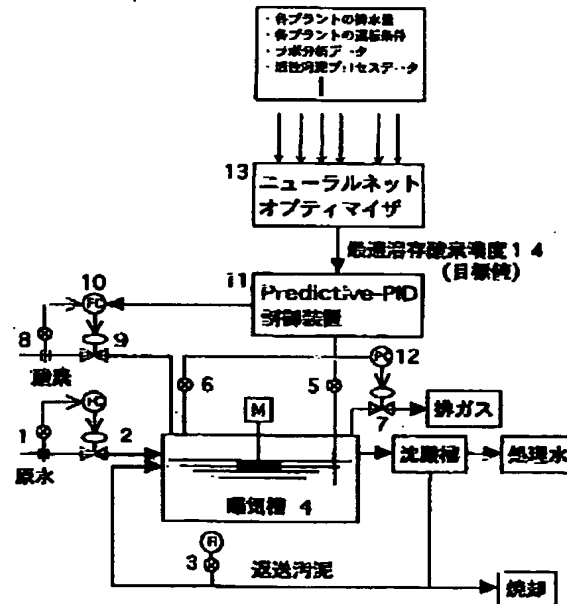 ・各プラントの排水量
・各プラントの運転条件
・ラボ分析データ
・活性汚泥プロセスデータ
13
ニューラルネット
オプティマイザ
最適溶存酸素濃度14
(目標値)
10
11
Predictive-PID
制御装置
FC
8
9
酸素
6
5
PC
12
M
7
排ガス
1
2
原水
曝気槽 4
沈殿槽
処理水
3
返送汚泥
焼却